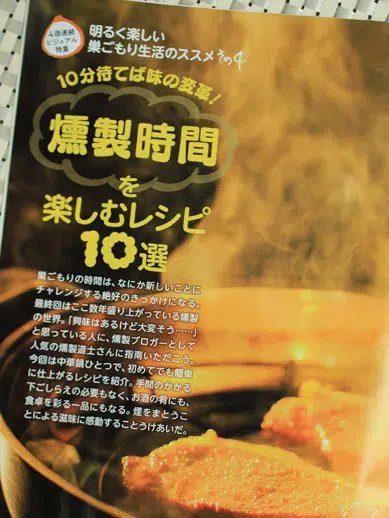 4週連続
ビジュアル
特集
明るく楽しい
巣ごもり生活のススメその4
10分待てば味の変革!
燻製時間
を
楽しむレシピ
10選
巣ごもりの時間は、なにか新しいことに
チャレンジする絶好のきっかけになる。
最終回はここ数年盛り上がっている燻製
の世界。「興味はあるけど大変そう……」
と思っている人に、燻製ブロガーとして
人気の燻製道士さんに指南いただこう。
今回は中華鍋ひとつで、初めてでも簡単
に仕上がるレシピを紹介。手間のかかる
下ごしらえの必要もなく、お酒の肴にも、
食卓を彩る一品にもなる。煙をまとうこ
とによる滋味に感動することうけあいだ。